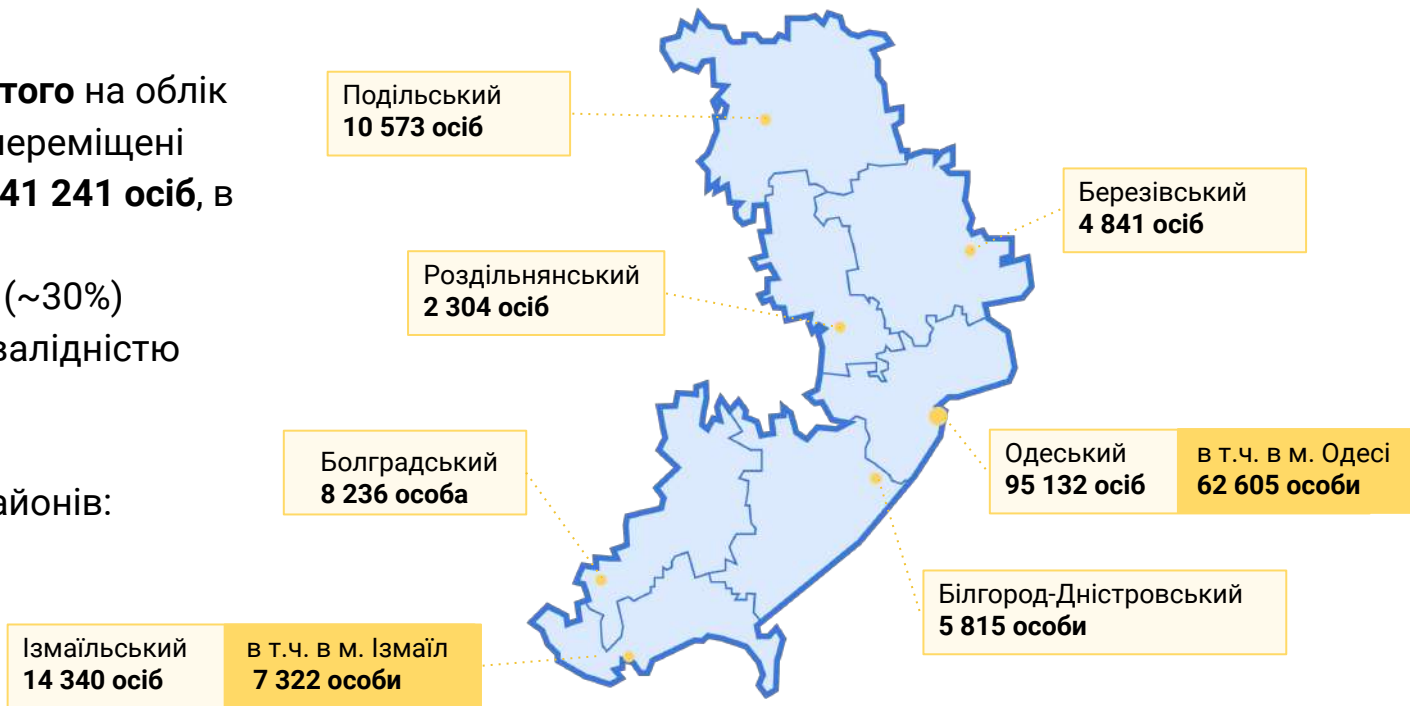 того на облік
переміщені
41 241 осіб, в
(~30%)
залідністю
айонів:
Подільський
10 573 осіб
Березівський
4 841 осіб
Роздільнянський
2 304 осіб
Болградський
8 236 особа
Одеський
95 132 осіб
в т.ч. в м. Одесі
62 605 особи
Білгород-Дністровський
5 815 особи
Ізмаїльський
14 340 осіб
в т.ч. в м. Ізмаїл
7 322 особи